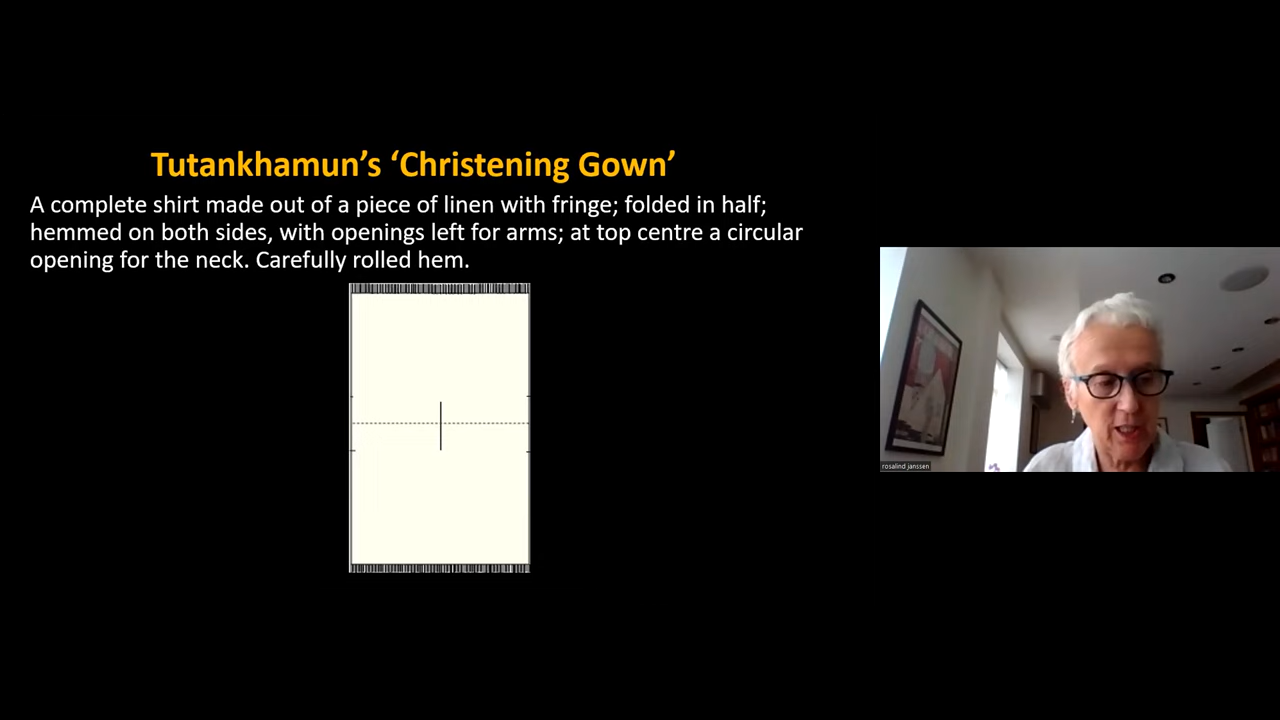 Tutankhamun’s ‘Christening Gown’
A complete shirt made out of a piece of linen with fringe; folded in half;
hemmed on both sides, with openings left for arms; at top centre a circular
opening for the neck. Carefully rolled hem.
rosalind janssen